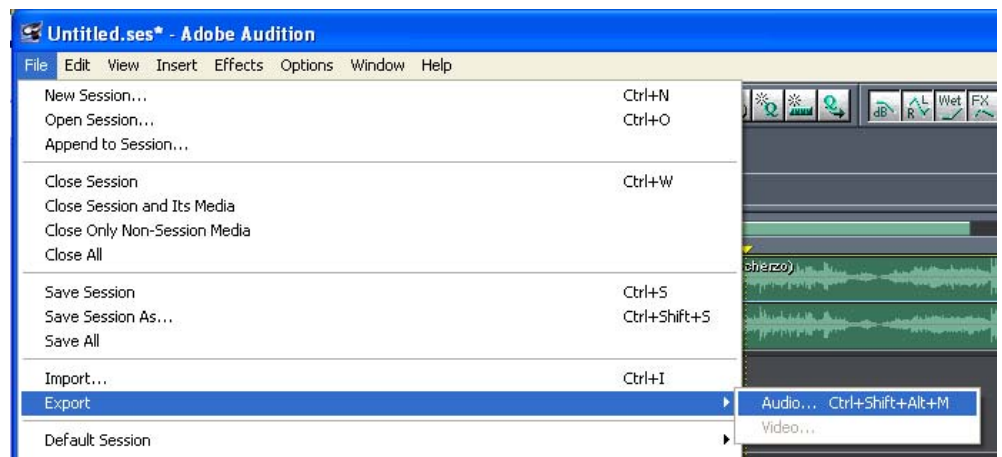 Untitled.ses* - Adobe Audition
File Edit View Insert Effects Options Window Help
New Session... Ctrl+N
Open Session... Ctrl+O
Append to Session...
Close Session Ctrl+W
Close Session and Its Media
Close Only Non-Session Media
Close All
Save Session Ctrl+S
Save Session As... Ctrl+Shift+S
Save All
Import... Ctrl+I
Export
Default Session
Audio... Ctrl+Shift+Alt+M
Video...
dB L R Wet FX
cherzo)